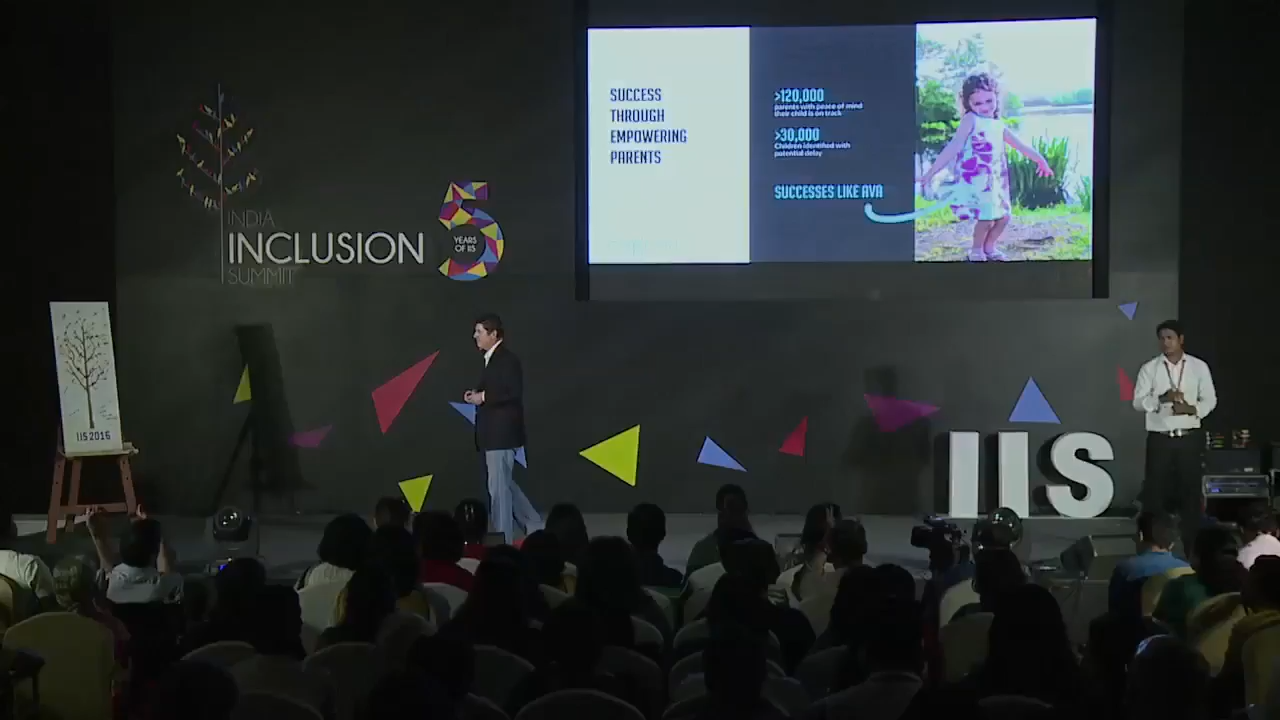 SUCCESS
THROUGH
EMPOWERING
PARENTS
>120,000
parents with peace of mind
their child is on track
>30,000
Children identified with
potential delay
SUCCESSES LIKE AVA
INDIA
INCLUSION
SUMMIT
5
YEARS
OF IIS
IIS 2016
IIS